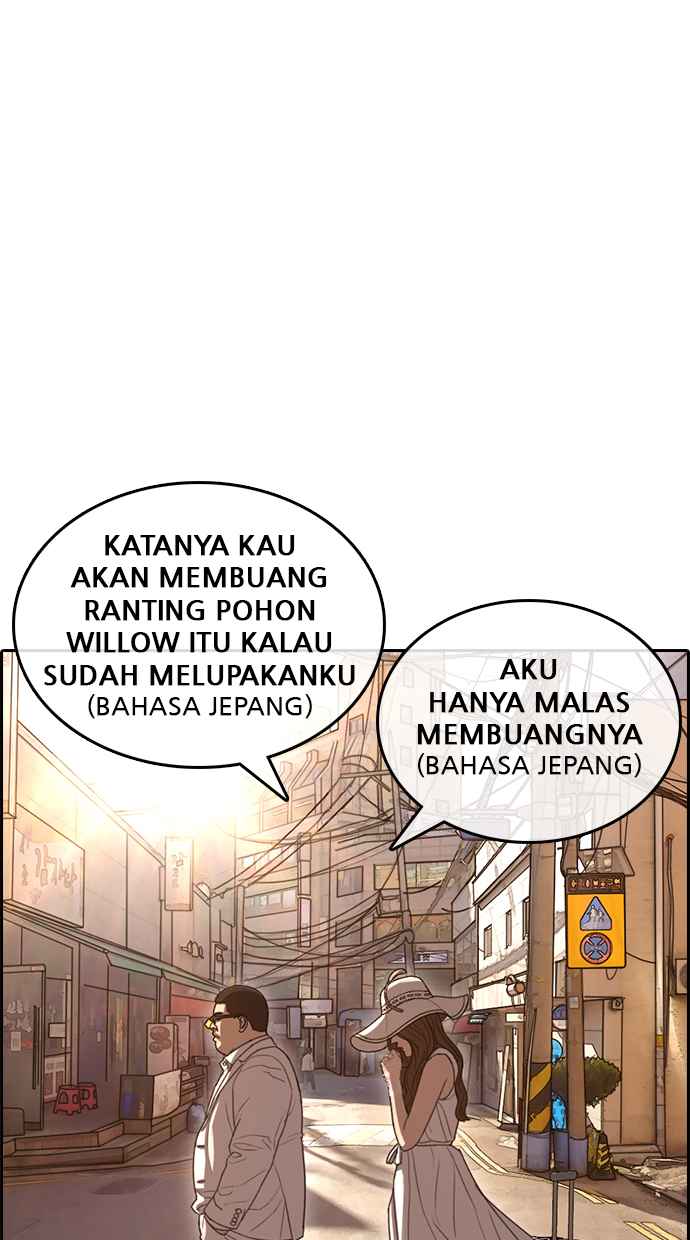 KATANYA KAU
AKAN MEMBUANG
RANTING POHON
WILLOW ITU KALAU
SUDAH MELUPAKANKU
(BAHASA JEPANG)
AKU
HANYA MALAS
MEMBUANGNYA
(BAHASA JEPANG)